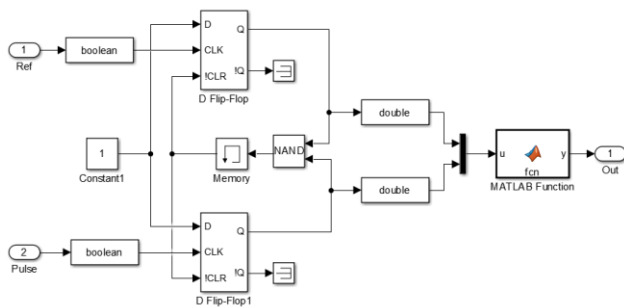 D
Q
1
boolean
CLK
Ref
!CLR
!Q
D Flip-Flop
double
1
NAND
u
y
1
fcn
Constant1
Memory
MATLAB Function
Out
double
D
Q
2
boolean
CLK
Pulse
!CLR
!Q
D Flip-Flop1